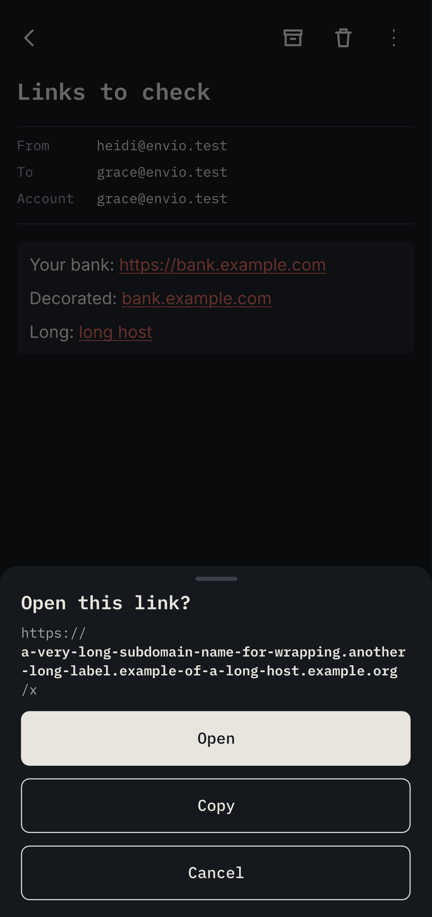 Links to check
From heidi@envio.test
To grace@envio.test
Account grace@envio.test
Your bank: https://bank.example.com
Decorated: bank.example.com
Long: long host
Open this link?
https://
a-very-long-subdomain-name-for-wrapping.another
-long-label.example-of-a-long-host.example.org
/x
Open
Copy
Cancel